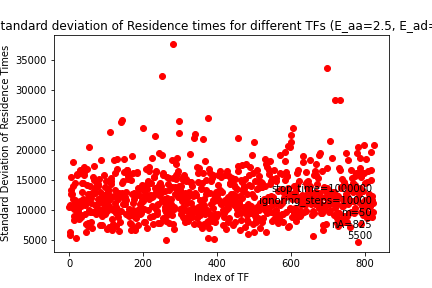 tandard deviation of Residence times for different TFs (E_aa=2.5, E_ad=
Standard Deviation of Residence Times
35000
30000
25000
20000
15000
10000
5000
stop_time=1000000
ignoring_steps=10000
m=50
nA=825
5500
0 200 400 600 800
Index of TF